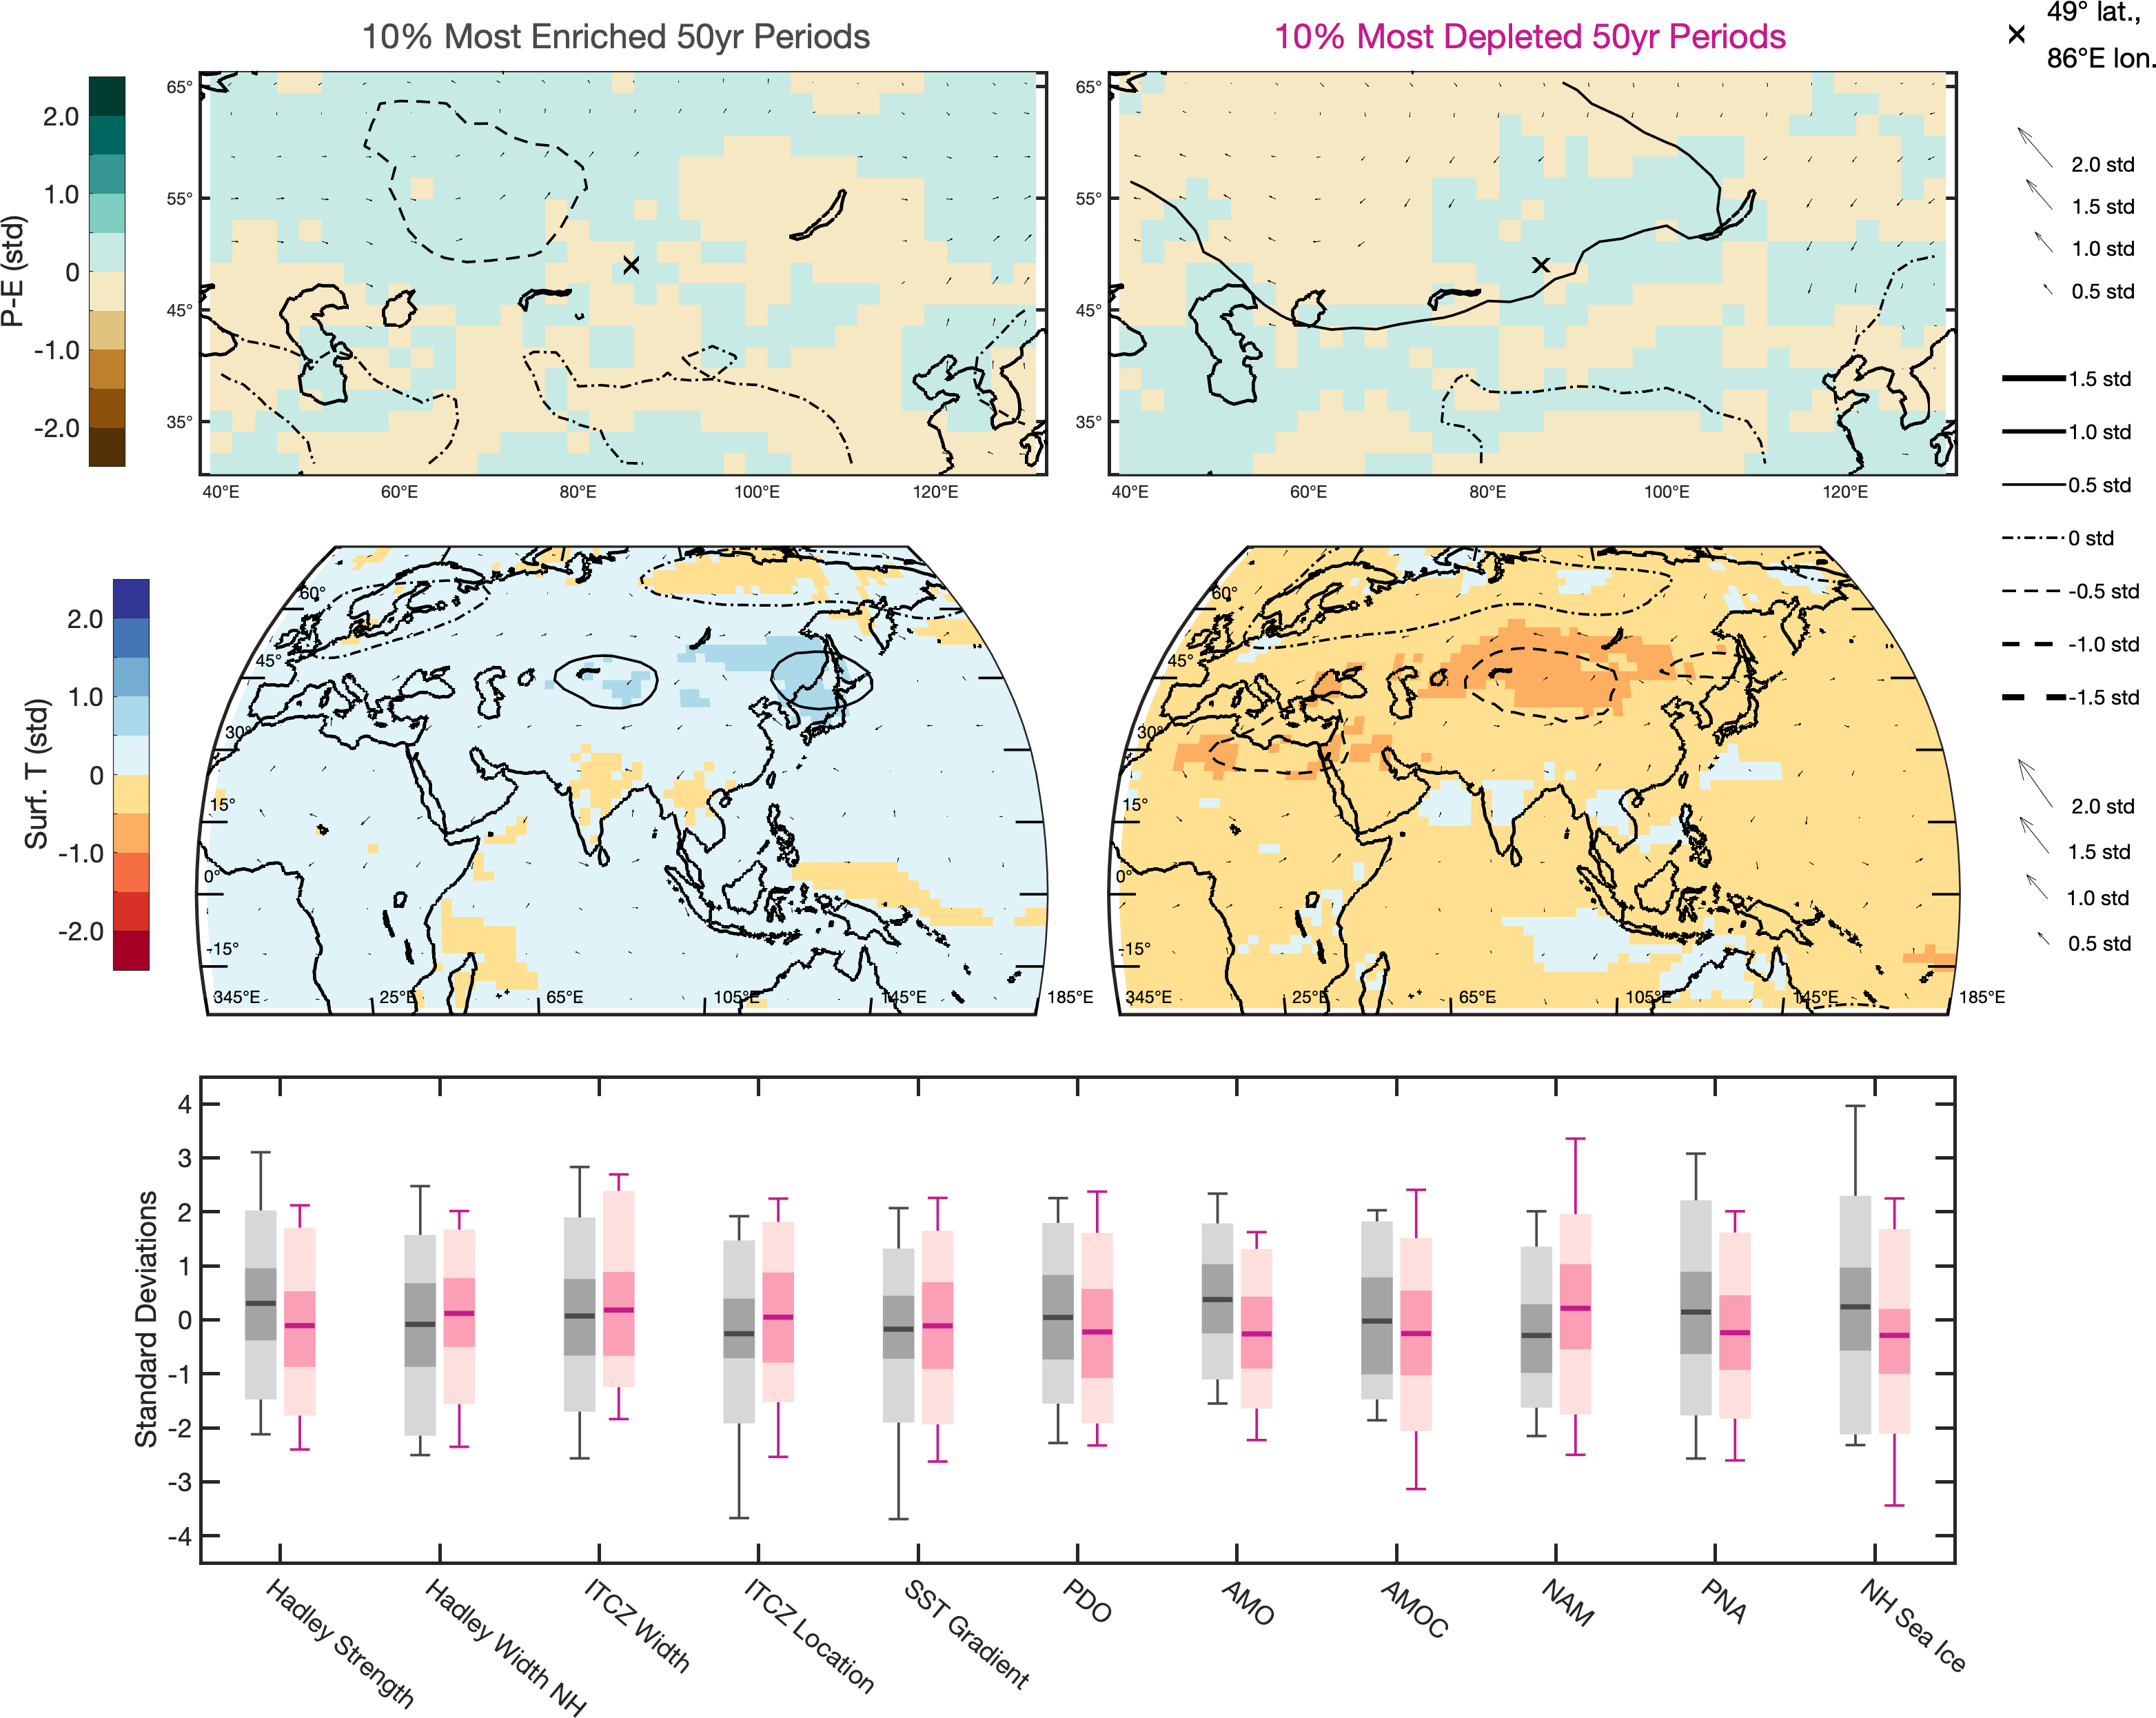 10% Most Enriched 50yr Periods
10% Most Depleted 50yr Periods
49° lat.,
86°E lon.
P-E (std)
2.0
1.0
0
-1.0
-2.0
65°
55°
45°
35°
40°E
60°E
80°E
100°E
120°E
65°
55°
45°
35°
40°E
60°E
80°E
100°E
120°E
2.0 std
1.5 std
1.0 std
0.5 std
1.5 std
1.0 std
0.5 std
0 std
-0.5 std
-1.0 std
-1.5 std
Surf. T (std)
2.0
1.0
0
-1.0
-2.0
60°
45°
30°
15°
0°
-15°
345°E
25°E
65°E
105°E
145°E
185°E
60°
45°
30°
15°
0°
-15°
345°E
25°E
65°E
105°E
145°E
185°E
2.0 std
1.5 std
1.0 std
0.5 std
Standard Deviations
4
3
2
1
0
-1
-2
-3
-4
Hadley Strength
Hadley Width NH
ITCZ Width
ITCZ Location
SST Gradient
PDO
AMO
AMOC
NAM
PNA
NH Sea Ice